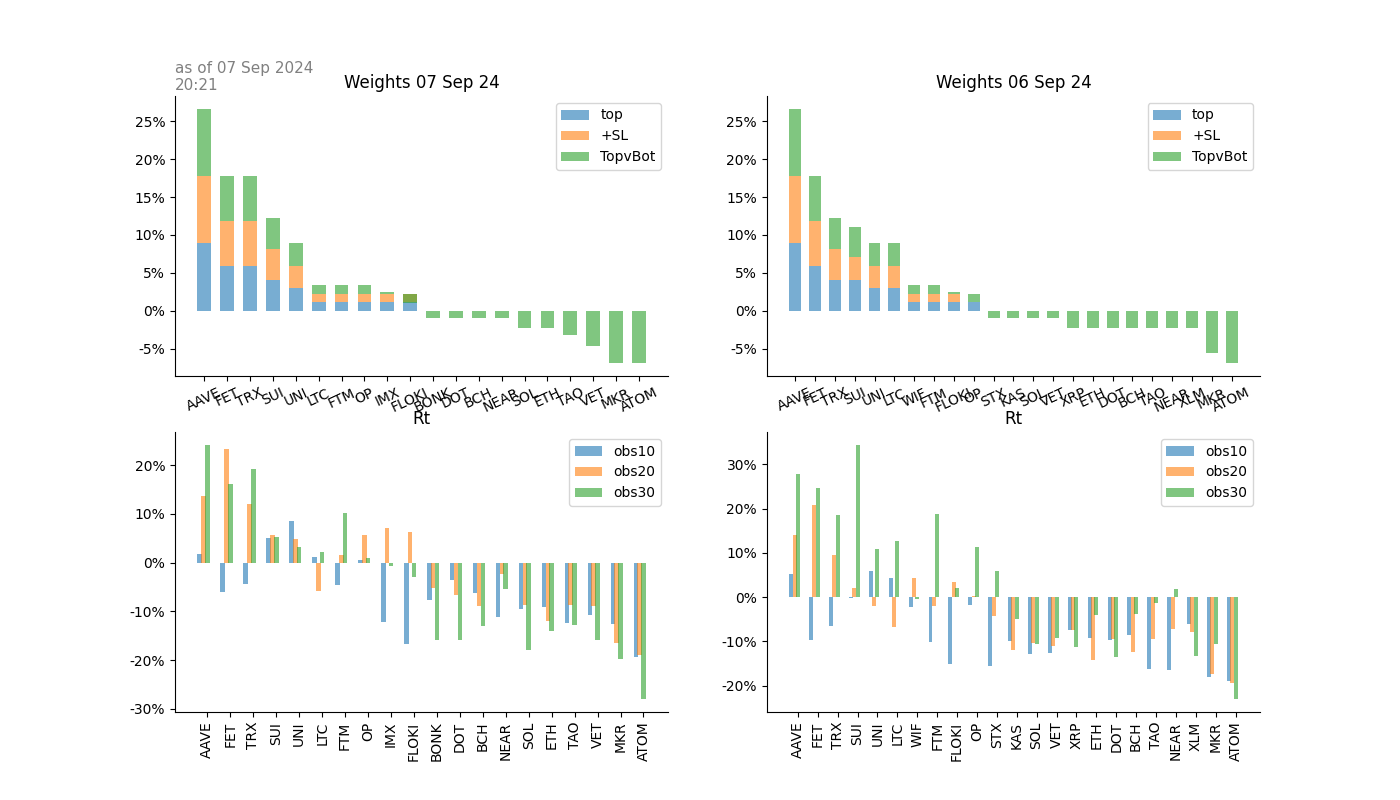 as of 07 Sep 2024
20:21
Weights 07 Sep 24
25%
20%
15%
10%
5%
0%
-5%
top
+SL
TopvBot
AAVE FET TRX SUI UNI LTC FTM OP IMX FLOKI BONK DOT BCH NEAR SOL ETH TAO VET MKR ATOM
Weights 06 Sep 24
25%
20%
15%
10%
5%
0%
-5%
top
+SL
TopvBot
AAVE FET TRX SUI UNI LTC WIF FTM FLOKI OP STX KAS SOL VET XRP ETH DOT BCH TAO NEAR XLM MKR ATOM
Rt
20%
10%
0%
-10%
-20%
-30%
obs10
obs20
obs30
AAVE FET TRX SUI UNI LTC FTM OP IMX FLOKI BONK DOT BCH NEAR SOL ETH TAO VET MKR ATOM
Rt
30%
20%
10%
0%
-10%
-20%
obs10
obs20
obs30
AAVE FET TRX SUI UNI LTC WIF FTM FLOKI OP STX KAS SOL VET XRP ETH DOT BCH TAO NEAR XLM MKR ATOM